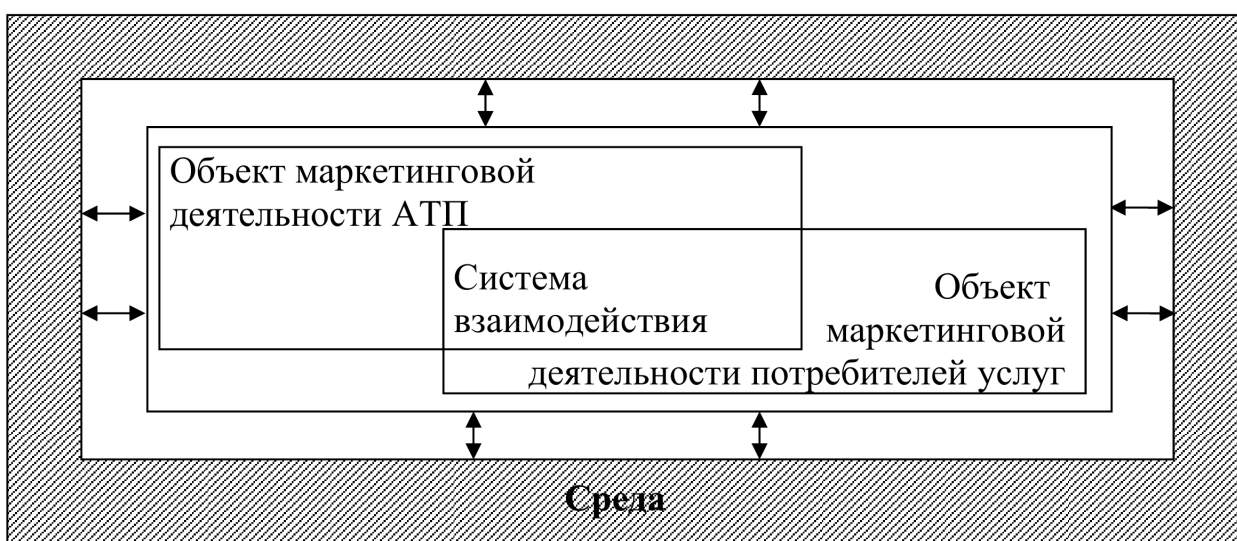 Объект маркетинговой
деятельности АТП
Система
взаимодействия
Объект
маркетинговой
деятельности потребителей услуг
Среда